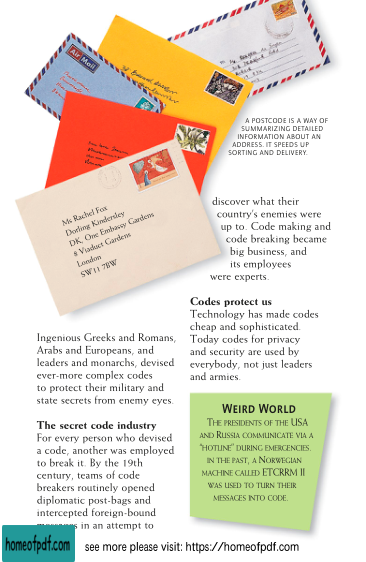 Air Mail
A POSTCODE IS A WAY OF
SUMMARIZING DETAILED
INFORMATION ABOUT AN
ADDRESS. IT SPEEDS UP
SORTING AND DELIVERY.
Ms Rachel Fox
Dorling Kindersley
DK, One Embassy Gardens
8 Viaduct Gardens
London
SW11 7BW
Ingenious Greeks and Romans,
Arabs and Europeans, and
leaders and monarchs, devised
ever-more complex codes
to protect their military and
state secrets from enemy eyes.
The secret code industry
For every person who devised
a code, another was employed
to break it. By the 19th
century, teams of code
breakers routinely opened
diplomatic post-bags and
intercepted foreign-bound
messages in an attempt to
discover what their
country's enemies were
up to. Code making and
code breaking became
big business, and
its employees
were experts.
Codes protect us
Technology has made codes
cheap and sophisticated.
Today codes for privacy
and security are used by
everybody, not just leaders
and armies.
WEIRD WORLD
THE PRESIDENTS OF THE USA
AND RUSSIA COMMUNICATE VIA A
"HOTLINE" DURING EMERGENCIES.
IN THE PAST, A NORWEGIAN
MACHINE CALLED ETCRRM II
WAS USED TO TURN THEIR
MESSAGES INTO CODE.
homeofpdf.com
see more please visit: https://homeofpdf.com